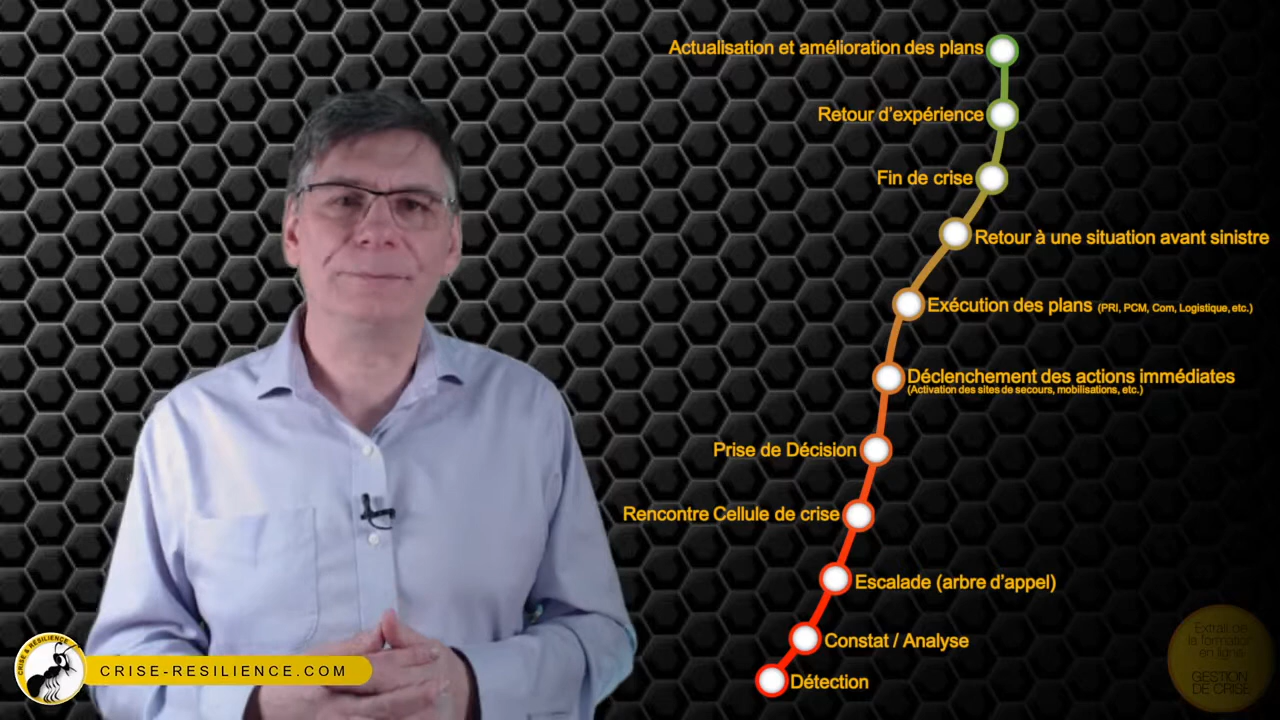 Actualisation et amélioration des plans
Retour d'expérience
Fin de crise
Retour à une situation avant sinistre
Exécution des plans (PRI, PCM, Com, Logistique, etc.)
Déclenchement des actions immédiates
(Activation des sites de secours, mobilisations, etc.)
Prise de Décision
Rencontre Cellule de crise
Escalade (arbre d'appel)
Constat / Analyse
Détection
CRISE & RÉSILIENCE
CRISE-RESILIENCE.COM
Extrait de
la formation
en ligne
GESTION
DE CRISE